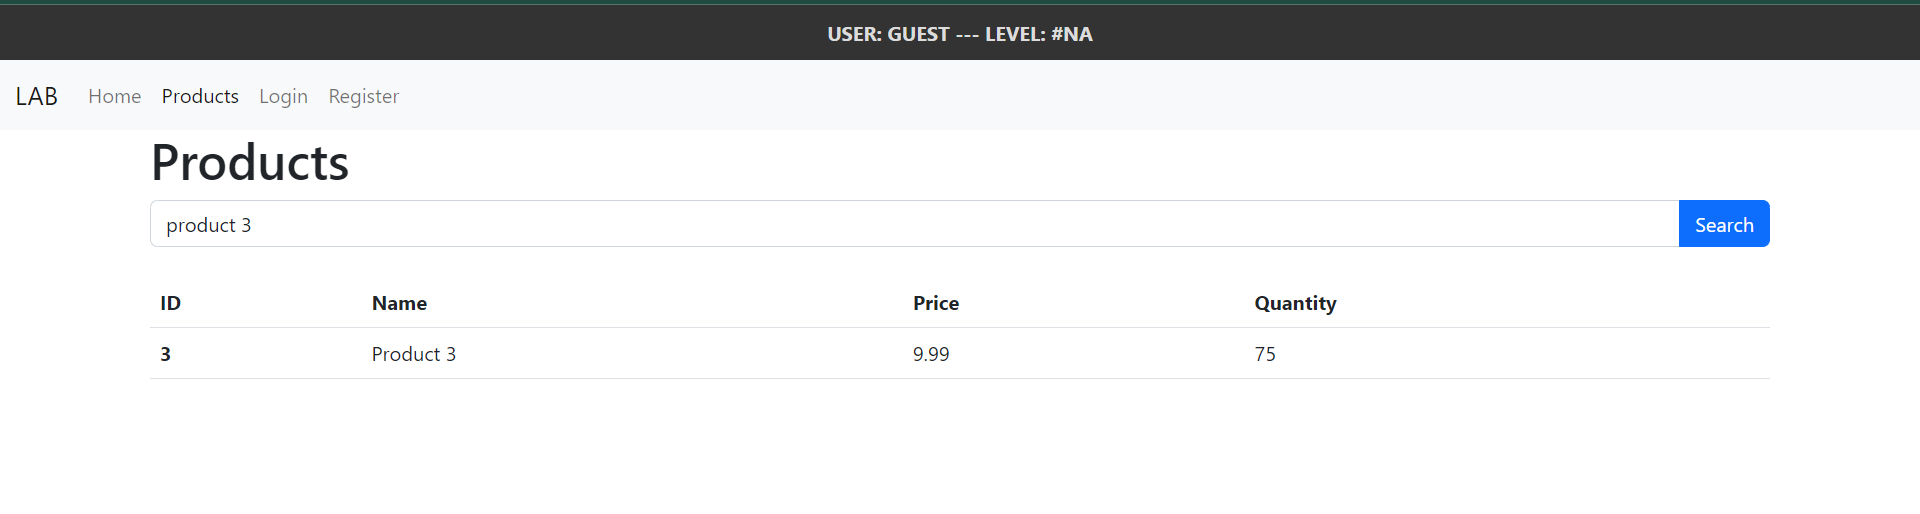 USER: GUEST --- LEVEL: #NA
LAB Home Products Login Register
Products
product 3 Search
ID Name Price Quantity
3 Product 3 9.99 75